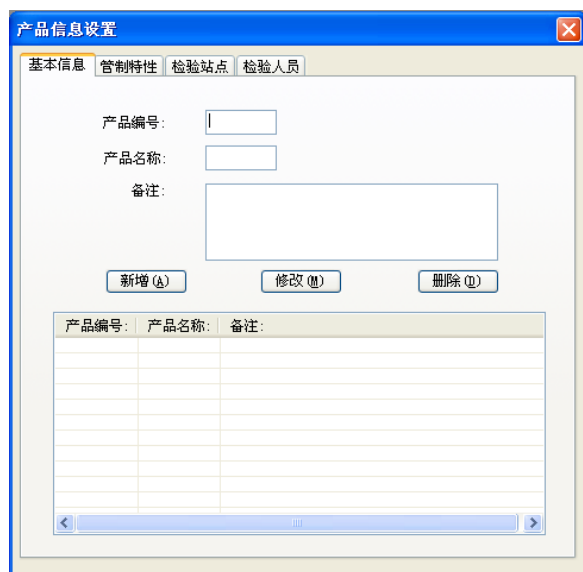 产品信息设置
基本信息 管制特性 检验站点 检验人员
产品编号:
产品名称:
备注:
新增(A) 修改(M) 删除(D)
产品编号: 产品名称: 备注: